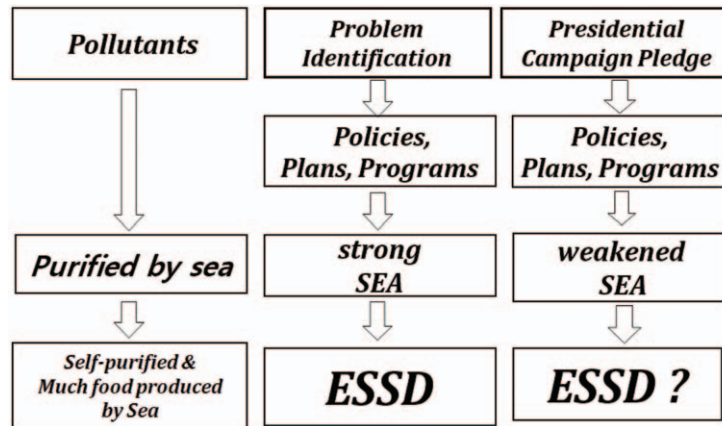 Pollutants
Purified by sea
Self-purified &
Much food produced
by Sea
Problem
Identification
Policies,
Plans, Programs
strong
SEA
ESSD
Presidential
Campaign Pledge
Policies,
Plans, Programs
weakened
SEA
ESSD ?